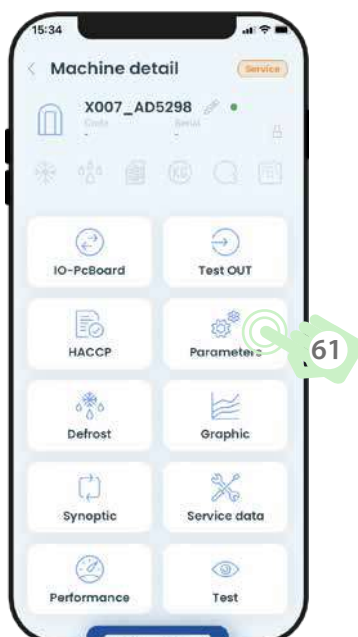 15:34
Machine detail
Service
X007_AD5298
Code Serial
- -
KG
IO-PcBoard Test OUT
HACCP Parameters
61
Defrost Graphic
Synoptic Service data
Performance Test